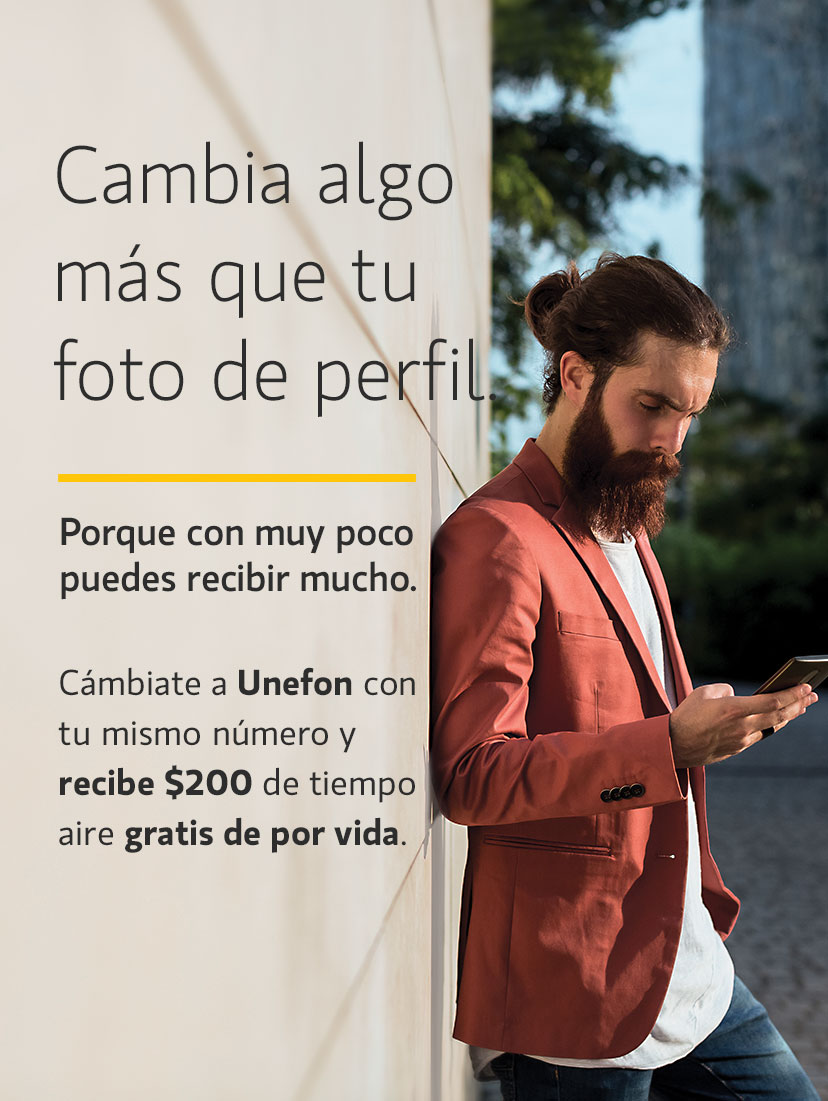 Cambia algo
más que tu
foto de perfil.
Porque con muy poco
puedes recibir mucho.
Cámbiate a Unefon con
tu mismo número y
recibe $200 de tiempo
aire gratis de por vida.